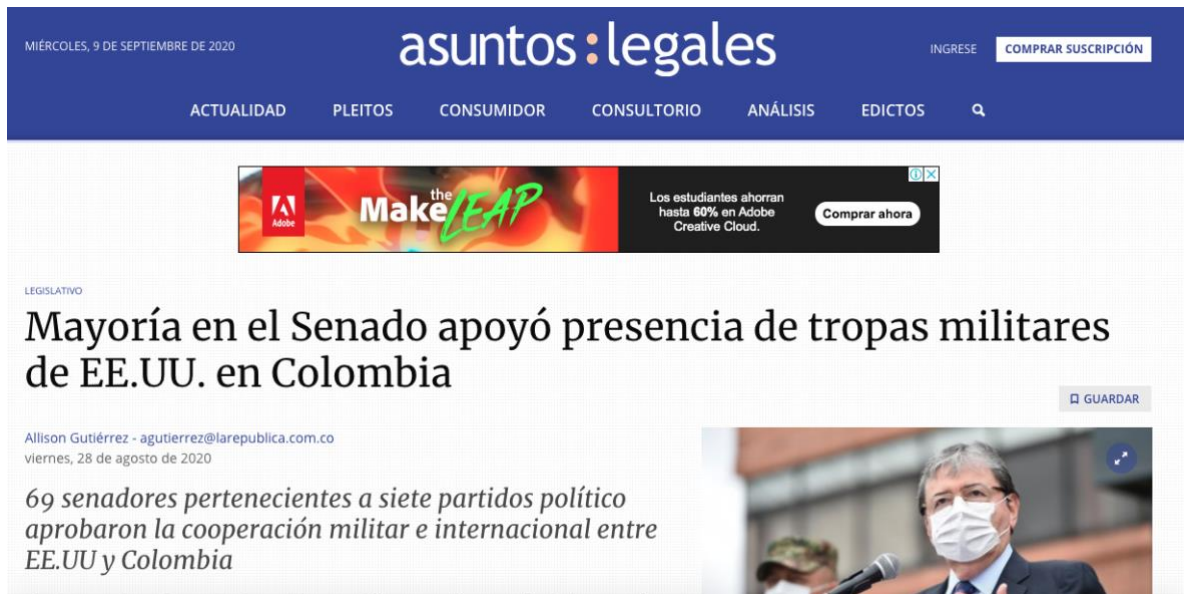 MIÉRCOLES, 9 DE SEPTIEMBRE DE 2020
asuntos:legales
INGRESE
COMPRAR SUSCRIPCIÓN
ACTUALIDAD PLEITOS CONSUMIDOR CONSULTORIO ANÁLISIS EDICTOS
Adobe
Make the LEAP
Los estudiantes ahorran
hasta 60% en Adobe
Creative Cloud.
Comprar ahora
LEGISLATIVO
Mayoría en el Senado apoyó presencia de tropas militares
de EE.UU. en Colombia
GUARDAR
Allison Gutiérrez - agutierrez@larepublica.com.co
viernes, 28 de agosto de 2020
69 senadores pertenecientes a siete partidos político
aprobaron la cooperación militar e internacional entre
EE.UU y Colombia